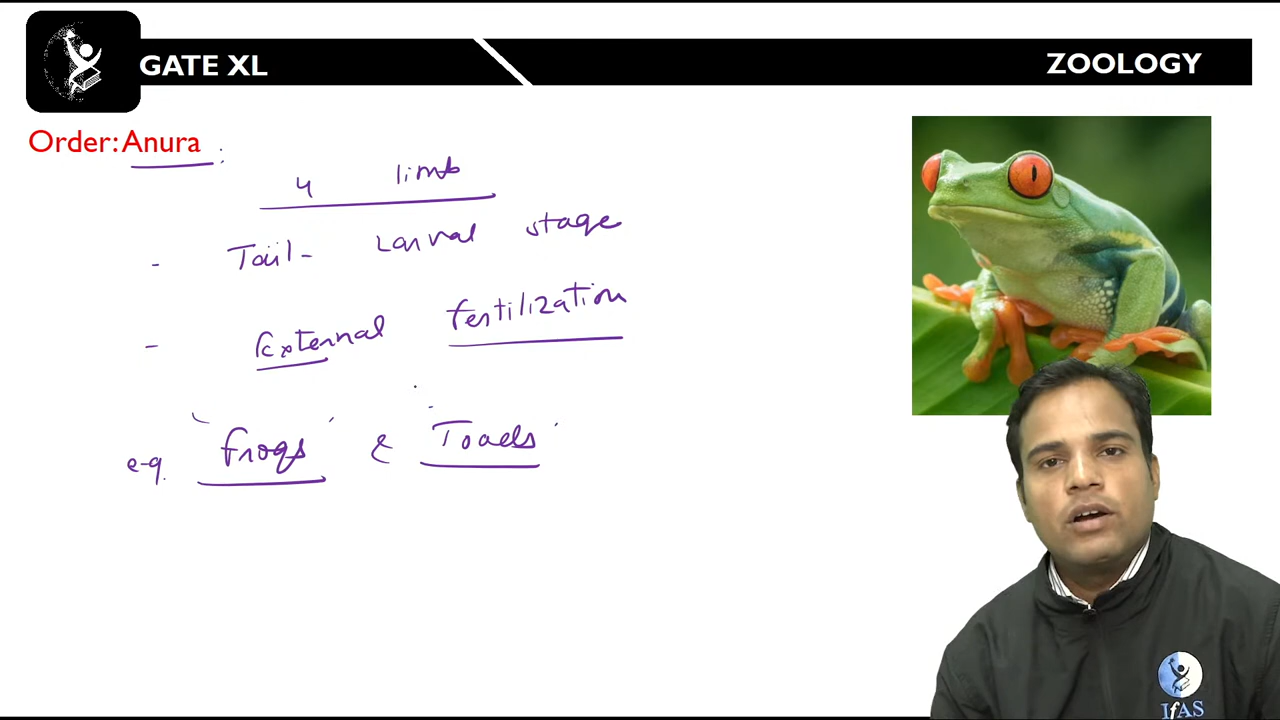 GATE XL
ZOOLOGY
Order: Anura :
4 limb
- Tail - Larval stage
- External fertilization
e.g. frogs & Toads
IfAS